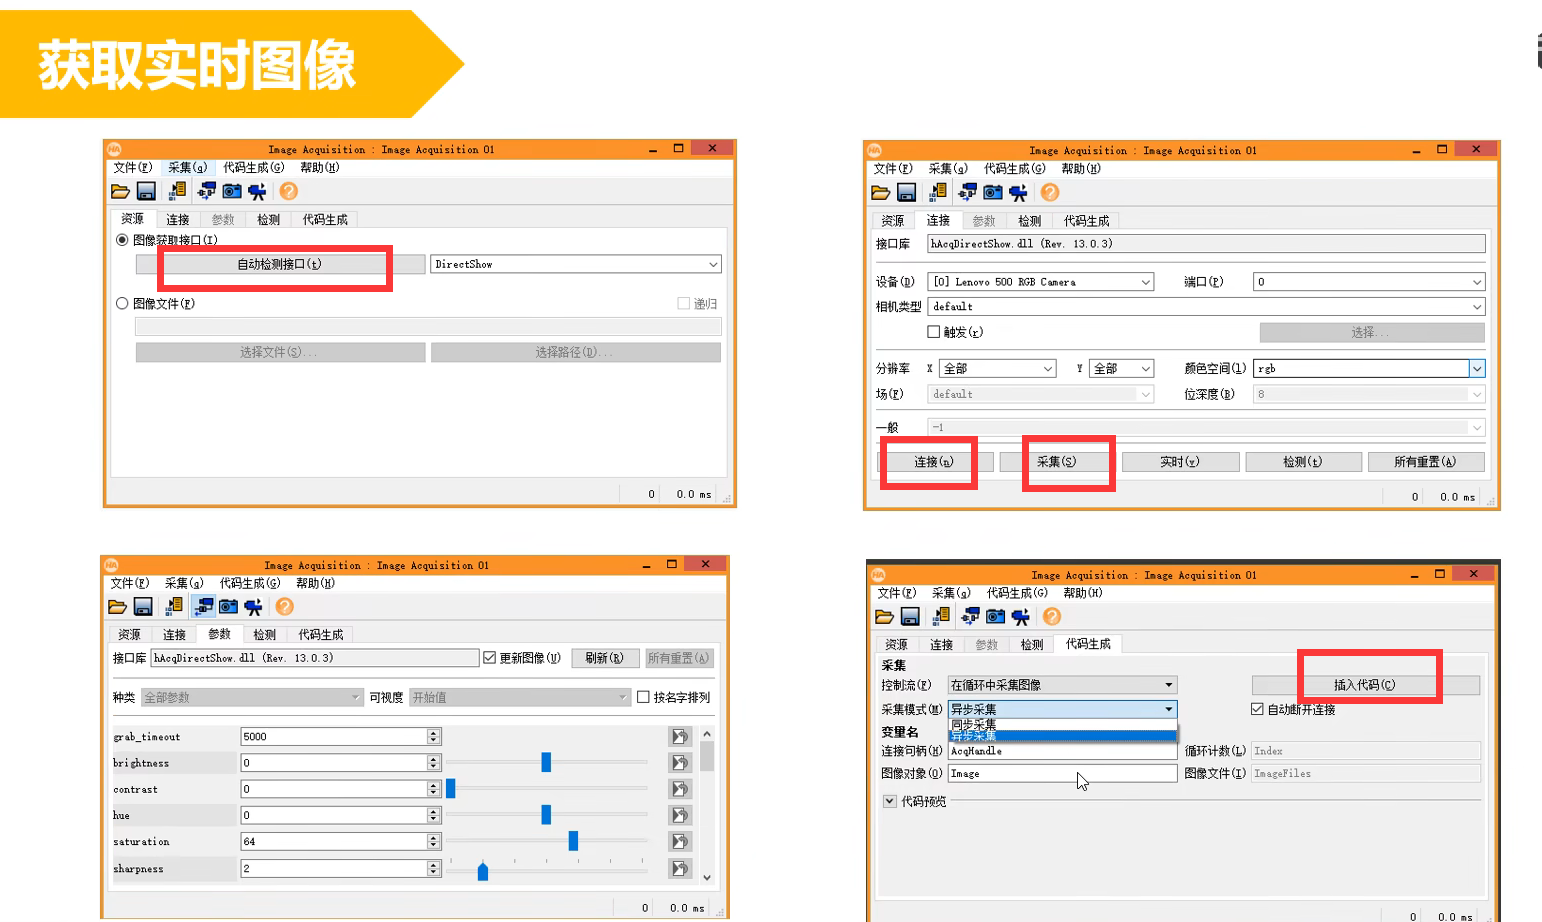 获取实时图像
Image Acquisition : Image Acquisition 01
文件(F) 采集(g) 代码生成(G) 帮助(H)
资源 连接 参数 检测 代码生成
图像获取接口(I)
自动检测接口(t) DirectShow
图像文件(F) 递归
选择文件(S)... 选择路径(D)...
0 0.0 ms
Image Acquisition : Image Acquisition 01
文件(F) 采集(g) 代码生成(G) 帮助(H)
资源 连接 参数 检测 代码生成
接口库 hAcqDirectShow.dll (Rev. 13.0.3)
设备(D) [0] Lenovo 500 RGB Camera 端口(P) 0
相机类型 default
触发(r) 选择...
分辨率 X 全部 Y 全部 颜色空间(l) rgb
场(F) default 位深度(B) 8
一般 -1
连接(n) 采集(S) 实时(v) 检测(t) 所有重置(A)
0 0.0 ms
Image Acquisition : Image Acquisition 01
文件(F) 采集(g) 代码生成(G) 帮助(H)
资源 连接 参数 检测 代码生成
接口库 hAcqDirectShow.dll (Rev. 13.0.3) 更新图像(U) 刷新(R) 所有重置(A)
种类 全部参数 可视度 开始值 按名字排列
grab_timeout 5000
brightness 0
contrast 0
hue 0
saturation 64
sharpness 2
0 0.0 ms
Image Acquisition : Image Acquisition 01
文件(F) 采集(g) 代码生成(G) 帮助(H)
资源 连接 参数 检测 代码生成
采集
控制流(F) 在循环中采集图像 插入代码(C)
采集模式(M) 异步采集 自动断开连接
同步采集
变量名 异步采集
连接句柄(H) AcqHandle 循环计数(L) Index
图像对象(O) Image 图像文件(I) ImageFiles
代码预览
0 0.0 ms